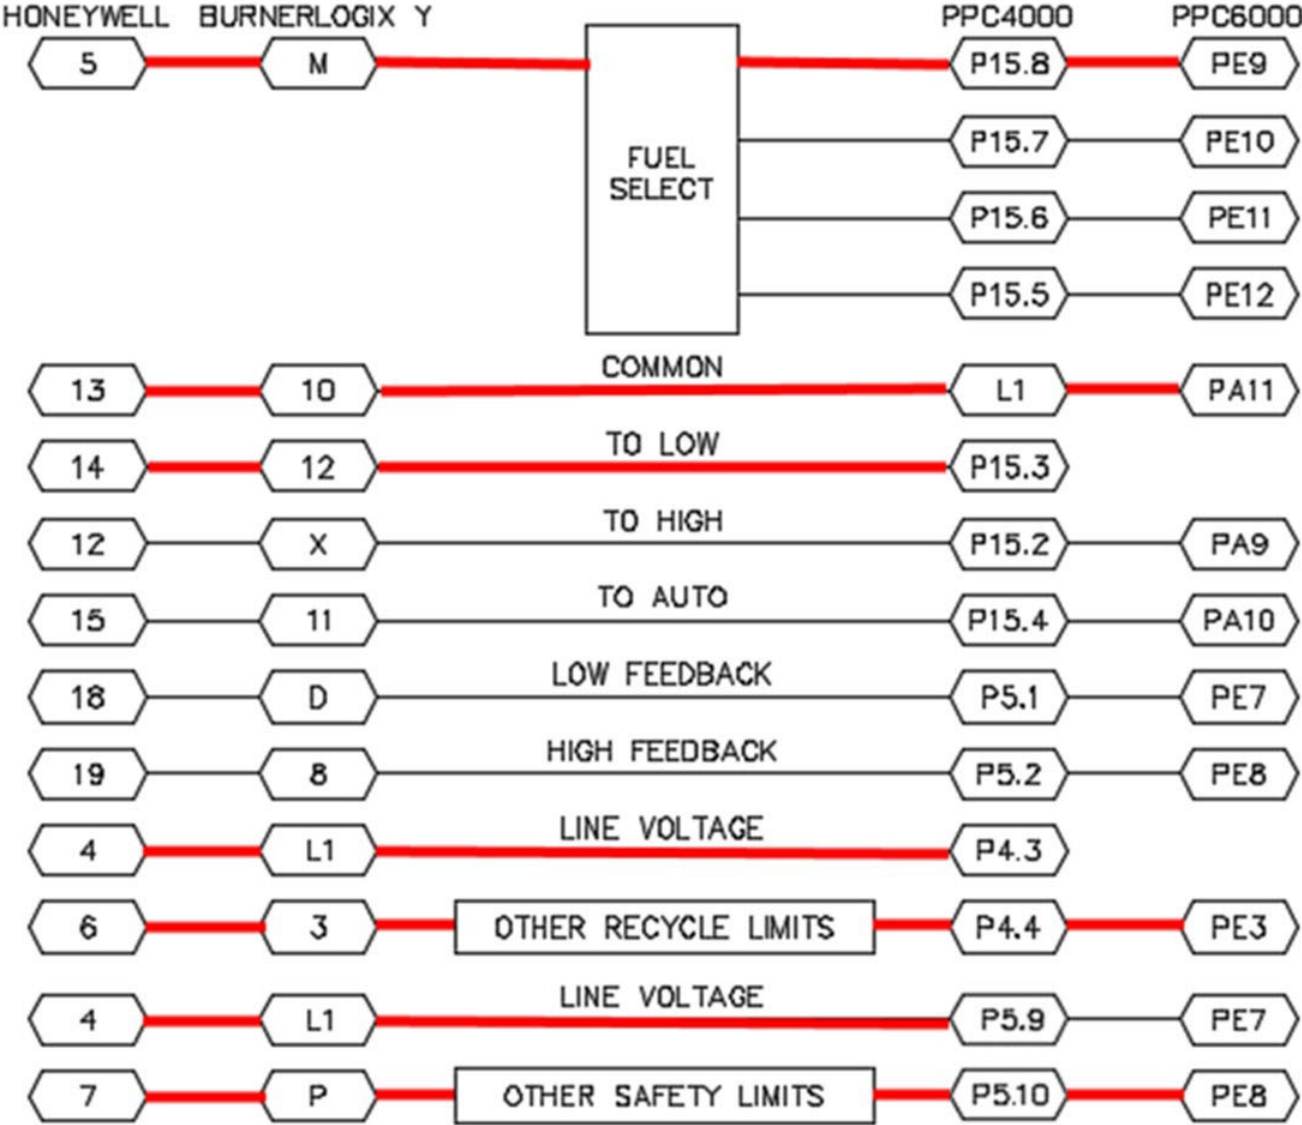 HONEYWELL BURNERLOGIX Y PPC4000 PPC6000
5 M P15.8 PE9
P15.7 PE10
FUEL
SELECT
P15.6 PE11
P15.5 PE12
COMMON
13 10 L1 PA11
TO LOW
14 12 P15.3
TO HIGH
12 X P15.2 PA9
TO AUTO
15 11 P15.4 PA10
LOW FEEDBACK
18 D P5.1 PE7
HIGH FEEDBACK
19 8 P5.2 PE8
LINE VOLTAGE
4 L1 P4.3
6 3 OTHER RECYCLE LIMITS P4.4 PE3
LINE VOLTAGE
4 L1 P5.9 PE7
7 P OTHER SAFETY LIMITS P5.10 PE8